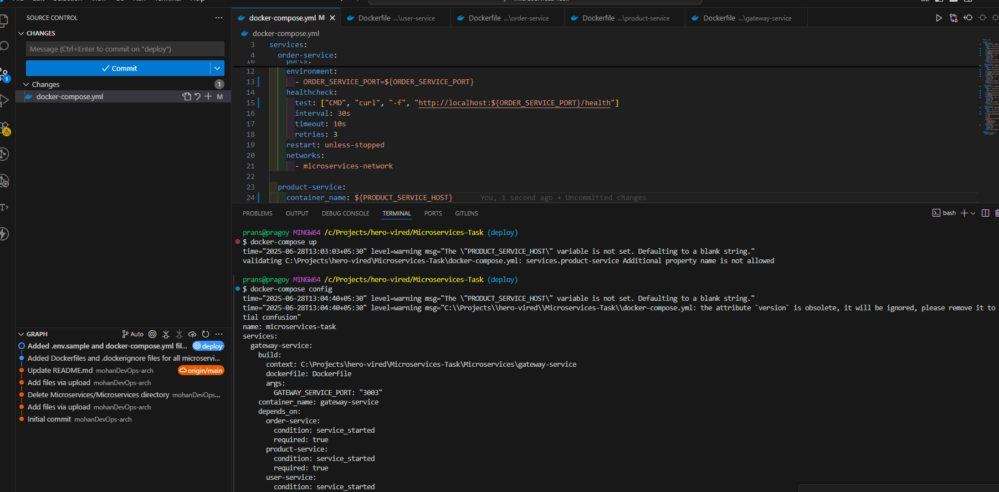 SOURCE CONTROL
CHANGES
Message (Ctrl+Enter to commit on "deploy")
Commit
Changes 1
docker-compose.yml M
1
GRAPH Auto
Added .env.sample and docker-compose.yml fil... deploy
Added Dockerfiles and .dockerignore files for all microservi...
Update README.md mohanDevOps-arch origin/main
Add files via upload mohanDevOps-arch
Delete Microservices/Microservices directory mohanDevOps...
Add files via upload mohanDevOps-arch
Initial commit mohanDevOps-arch
docker-compose.yml M Dockerfile ...\user-service Dockerfile ...\order-service Dockerfile ...\product-service Dockerfile ...\gateway-service
docker-compose.yml
3 services:
4 order-service:
10 ports:
12 environment:
13 - ORDER_SERVICE_PORT=${ORDER_SERVICE_PORT}
14 healthcheck:
15 test: ["CMD", "curl", "-f", "http://localhost:${ORDER_SERVICE_PORT}/health"]
16 interval: 30s
17 timeout: 10s
18 retries: 3
19 restart: unless-stopped
20 networks:
21 - microservices-network
22
23 product-service:
24 container_name: ${PRODUCT_SERVICE_HOST} You, 1 second ago • Uncommitted changes
PROBLEMS OUTPUT DEBUG CONSOLE TERMINAL PORTS GITLENS bash
prans@pragoy MINGW64 /c/Projects/hero-vired/Microservices-Task (deploy)
$ docker-compose up
time="2025-06-28T13:03:03+05:30" level=warning msg="The \"PRODUCT_SERVICE_HOST\" variable is not set. Defaulting to a blank string."
validating C:\Projects\hero-vired\Microservices-Task\docker-compose.yml: services.product-service Additional property name is not allowed
prans@pragoy MINGW64 /c/Projects/hero-vired/Microservices-Task (deploy)
$ docker-compose config
time="2025-06-28T13:04:40+05:30" level=warning msg="The \"PRODUCT_SERVICE_HOST\" variable is not set. Defaulting to a blank string."
time="2025-06-28T13:04:40+05:30" level=warning msg="C:\\Projects\\hero-vired\\Microservices-Task\\docker-compose.yml: the attribute `version` is obsolete, it will be ignored, please remove it to
tial confusion"
name: microservices-task
services:
gateway-service:
build:
context: C:\Projects\hero-vired\Microservices-Task\Microservices\gateway-service
dockerfile: Dockerfile
args:
GATEWAY_SERVICE_PORT: "3003"
container_name: gateway-service
depends_on:
order-service:
condition: service_started
required: true
product-service:
condition: service_started
required: true
user-service:
condition: service_started